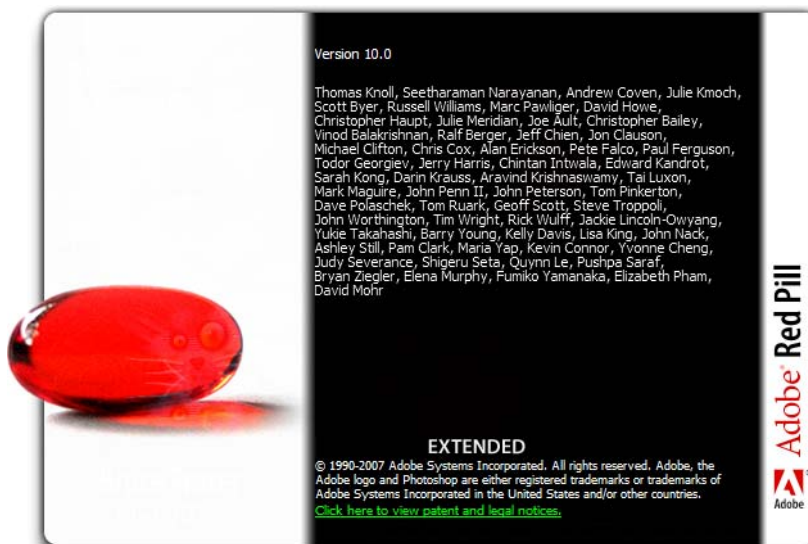 Version 10.0
Thomas Knoll, Seetharaman Narayanan, Andrew Coven, Julie Kmoch,
Scott Byer, Russell Williams, Marc Pawliger, David Howe,
Christopher Haupt, Julie Meridian, Joe Ault, Christopher Bailey,
Vinod Balakrishnan, Ralf Berger, Jeff Chien, Jon Clauson,
Michael Clifton, Chris Cox, Alan Erickson, Pete Falco, Paul Ferguson,
Todor Georgiev, Jerry Harris, Chintan Intwala, Edward Kandrot,
Sarah Kong, Darin Krauss, Aravind Krishnaswamy, Tai Luxon,
Mark Maguire, John Penn II, John Peterson, Tom Pinkerton,
Dave Polaschek, Tom Ruark, Geoff Scott, Steve Troppoli,
John Worthington, Tim Wright, Rick Wulff, Jackie Lincoln-Owyang,
Yukie Takahashi, Barry Young, Kelly Davis, Lisa King, John Nack,
Ashley Still, Pam Clark, Maria Yap, Kevin Connor, Yvonne Cheng,
Judy Severance, Shigeru Seta, Quynn Le, Pushpa Saraf,
Bryan Ziegler, Elena Murphy, Fumiko Yamanaka, Elizabeth Pham,
David Mohr
EXTENDED
© 1990-2007 Adobe Systems Incorporated. All rights reserved. Adobe, the
Adobe logo and Photoshop are either registered trademarks or trademarks of
Adobe Systems Incorporated in the United States and/or other countries.
Click here to view patent and legal notices.
Adobe® Red Pill
Adobe